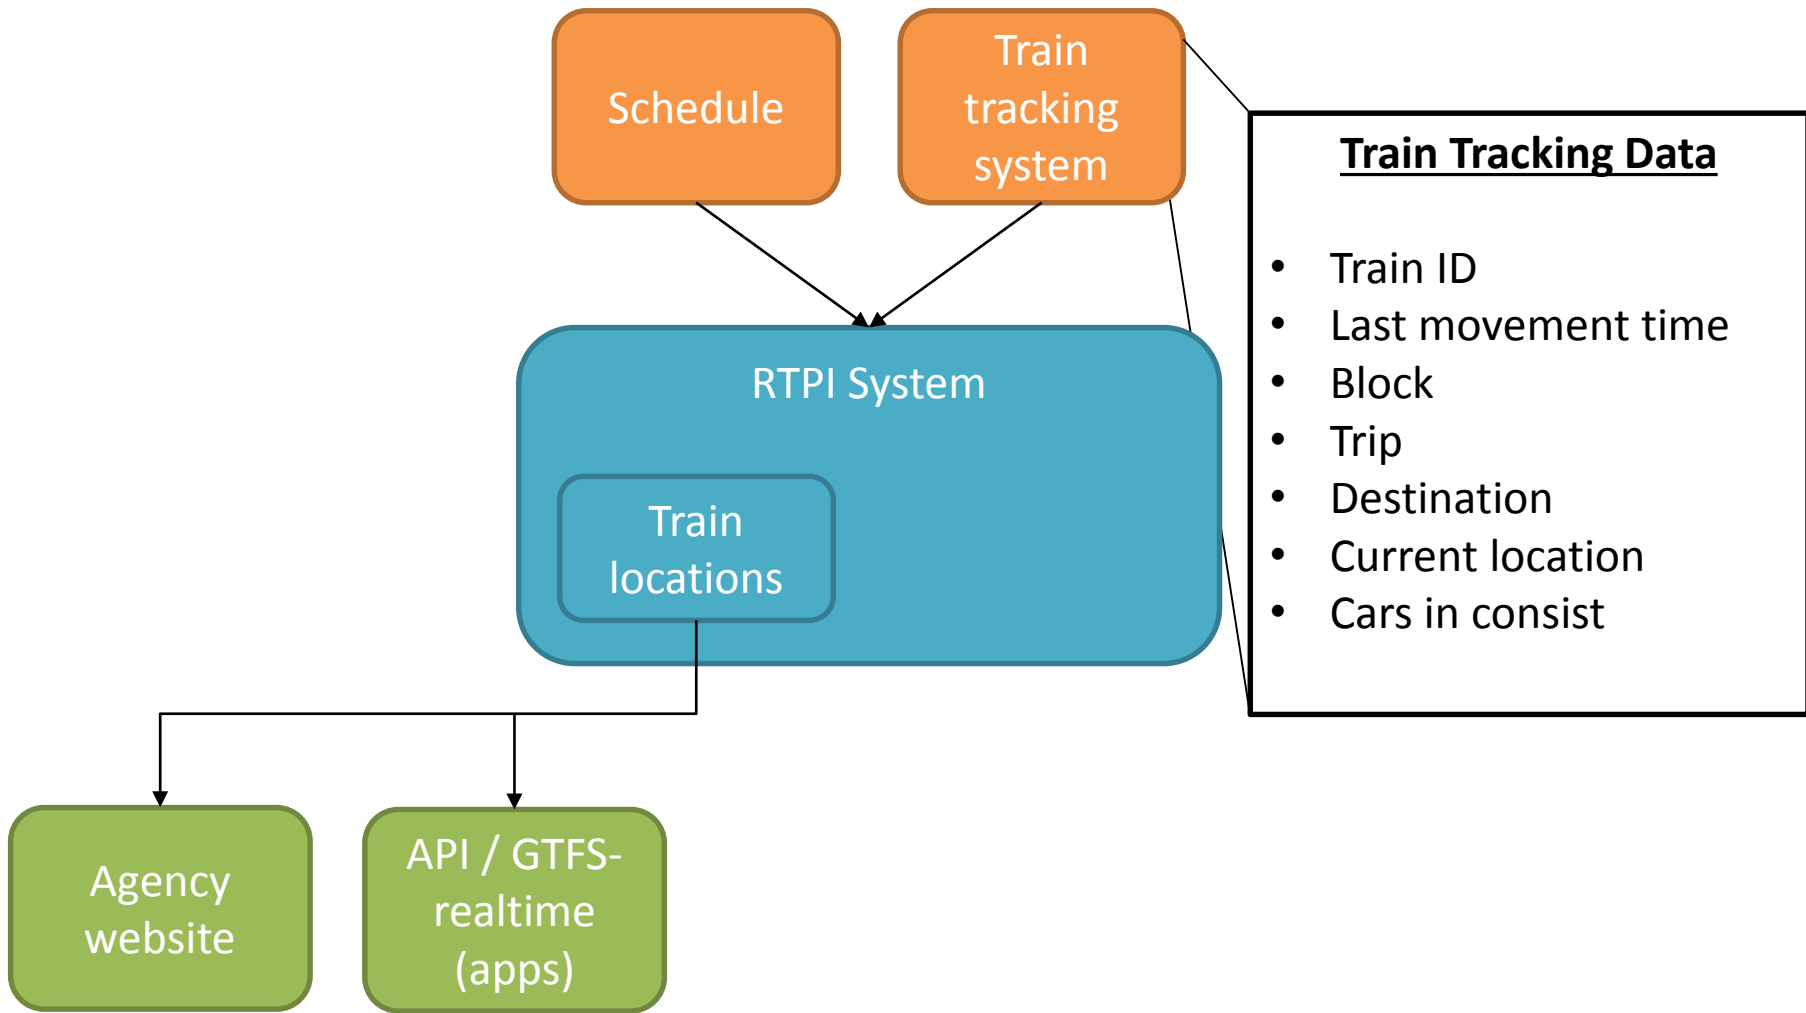 Schedule
Train
tracking
system
Train Tracking Data
• Train ID
• Last movement time
• Block
• Trip
• Destination
• Current location
• Cars in consist
RTPI System
Train
locations
Agency
website
API / GTFS-
realtime
(apps)